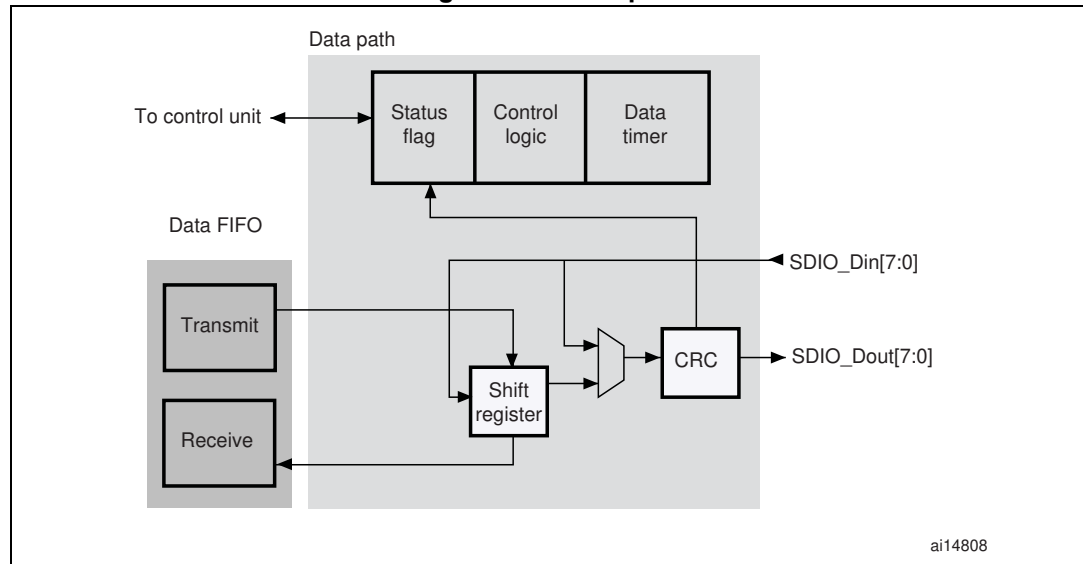 Data path
To control unit
Status
flag
Control
logic
Data
timer
Data FIFO
SDIO_Din[7:0]
Transmit
SDIO_Dout[7:0]
CRC
Shift
register
Receive
ai14808